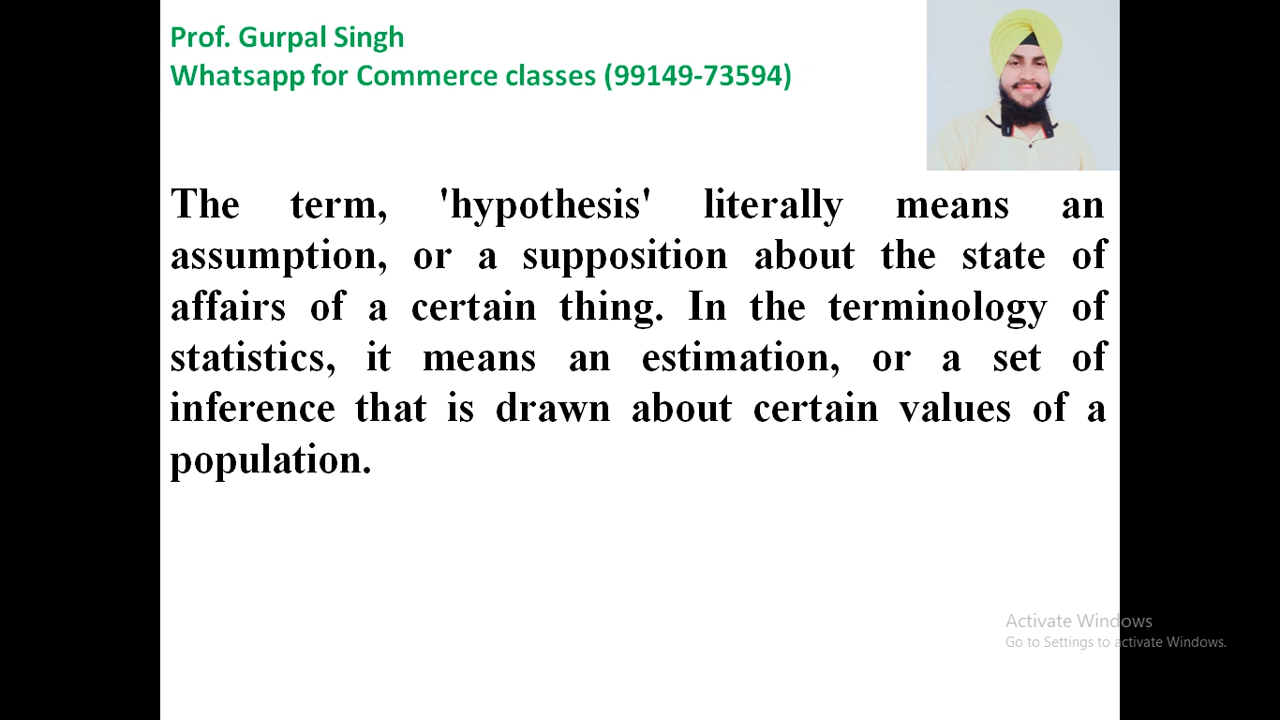 Prof. Gurpal Singh
Whatsapp for Commerce classes (99149-73594)
The term, 'hypothesis' literally means an
assumption, or a supposition about the state of
affairs of a certain thing. In the terminology of
statistics, it means an estimation, or a set of
inference that is drawn about certain values of a
population.
Activate Windows
Go to Settings to activate Windows.